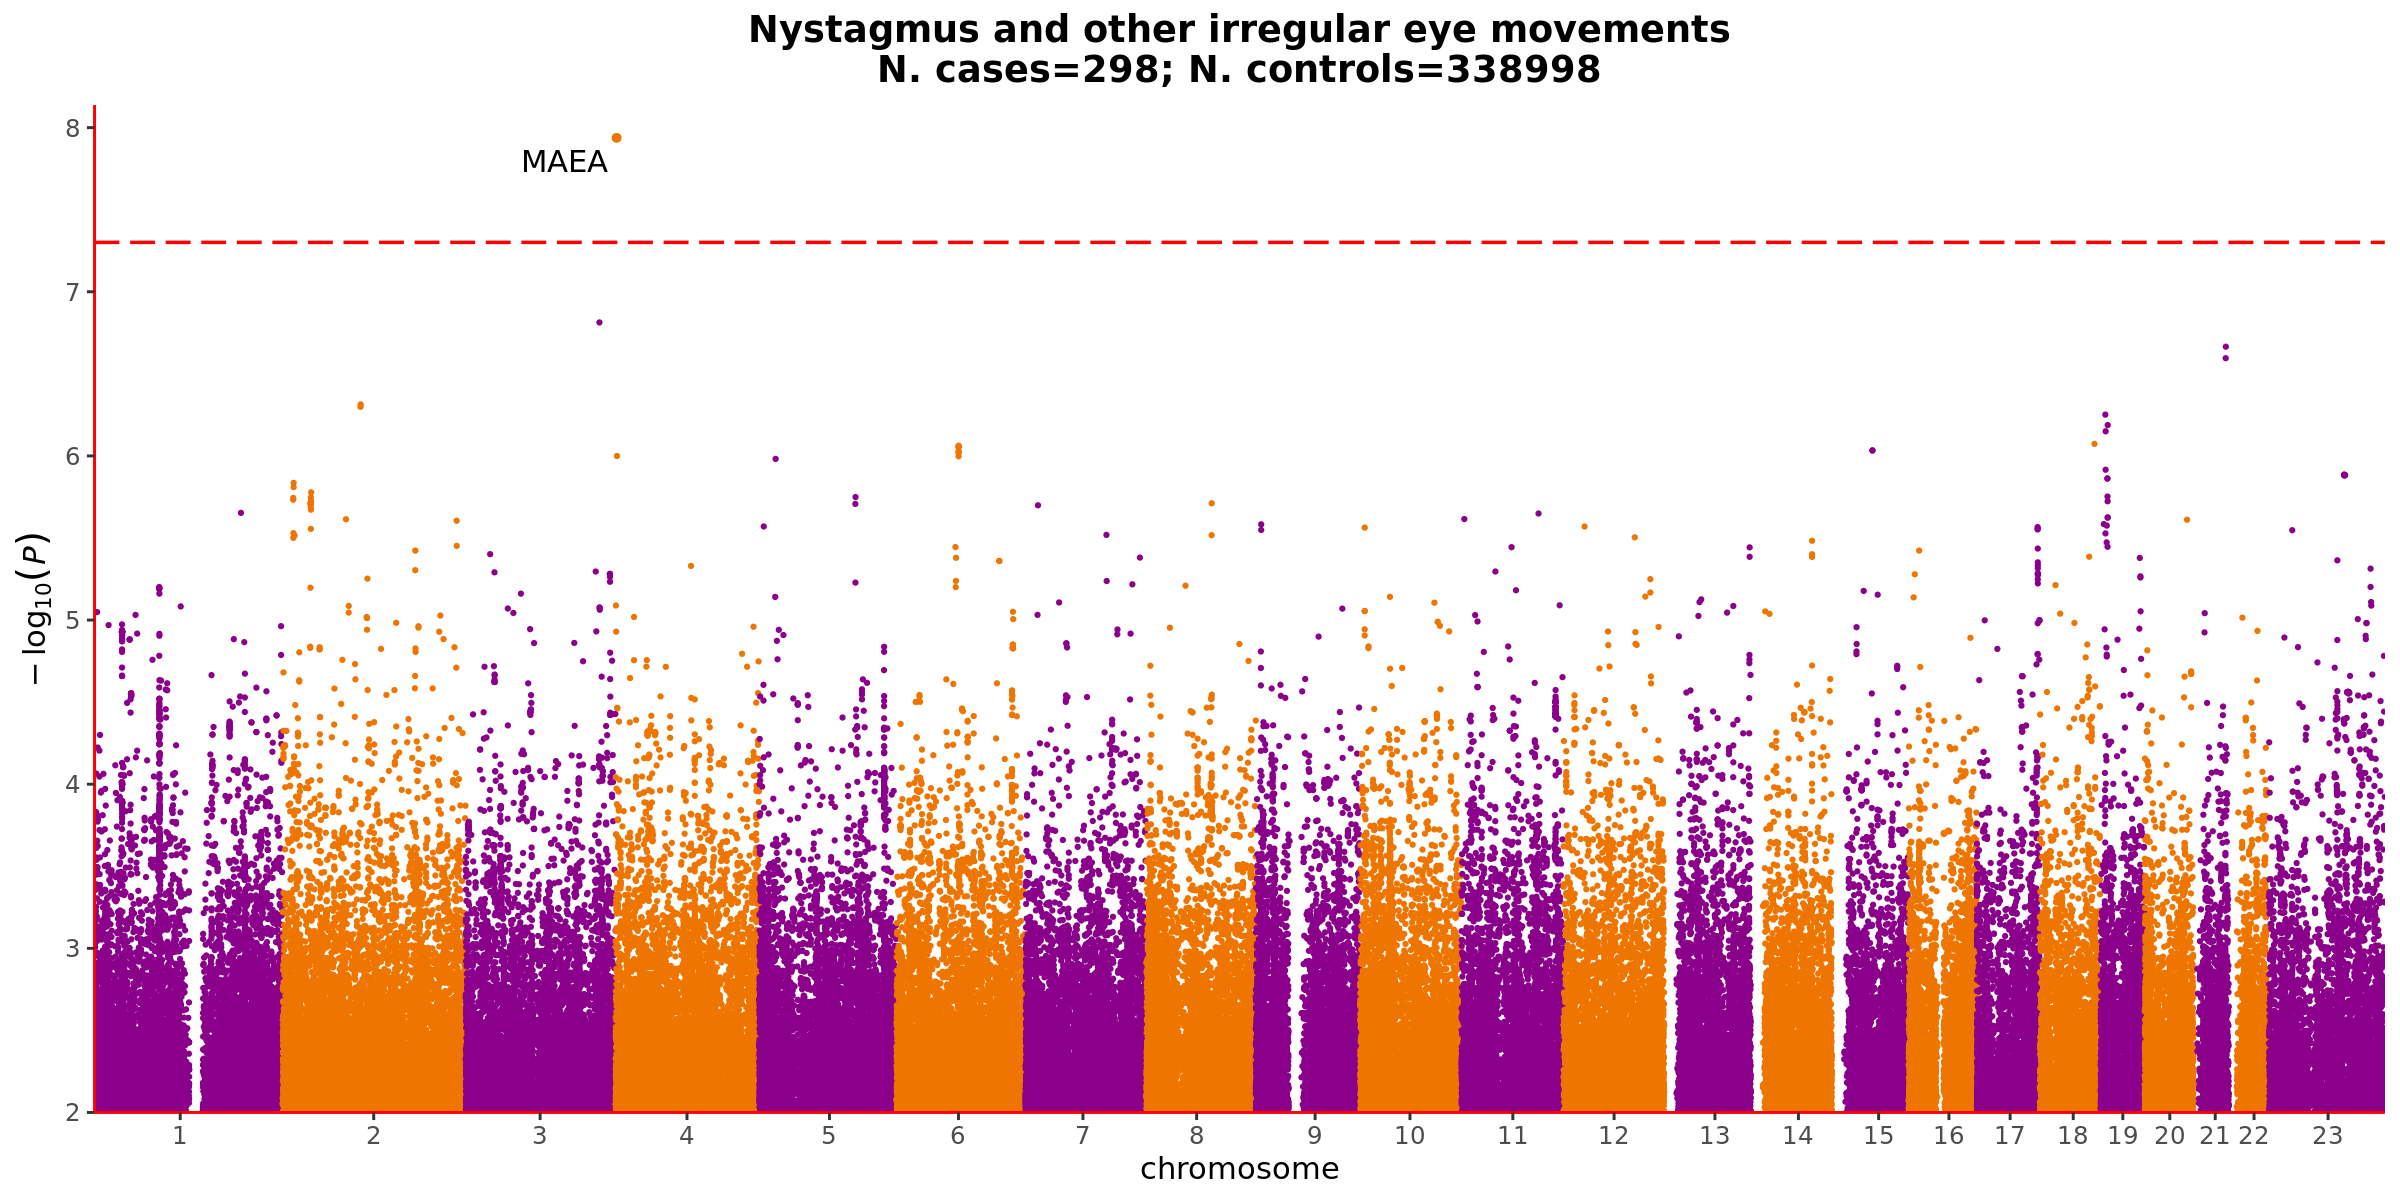 Nystagmus and other irregular eye movements
N. cases=298; N. controls=338998
8
MAEA
7
6
5
4
3
2
−log10(P)
1 2 3 4 5 6 7 8 9 10 11 12 13 14 15 16 17 18 19 20 21 22 23
chromosome